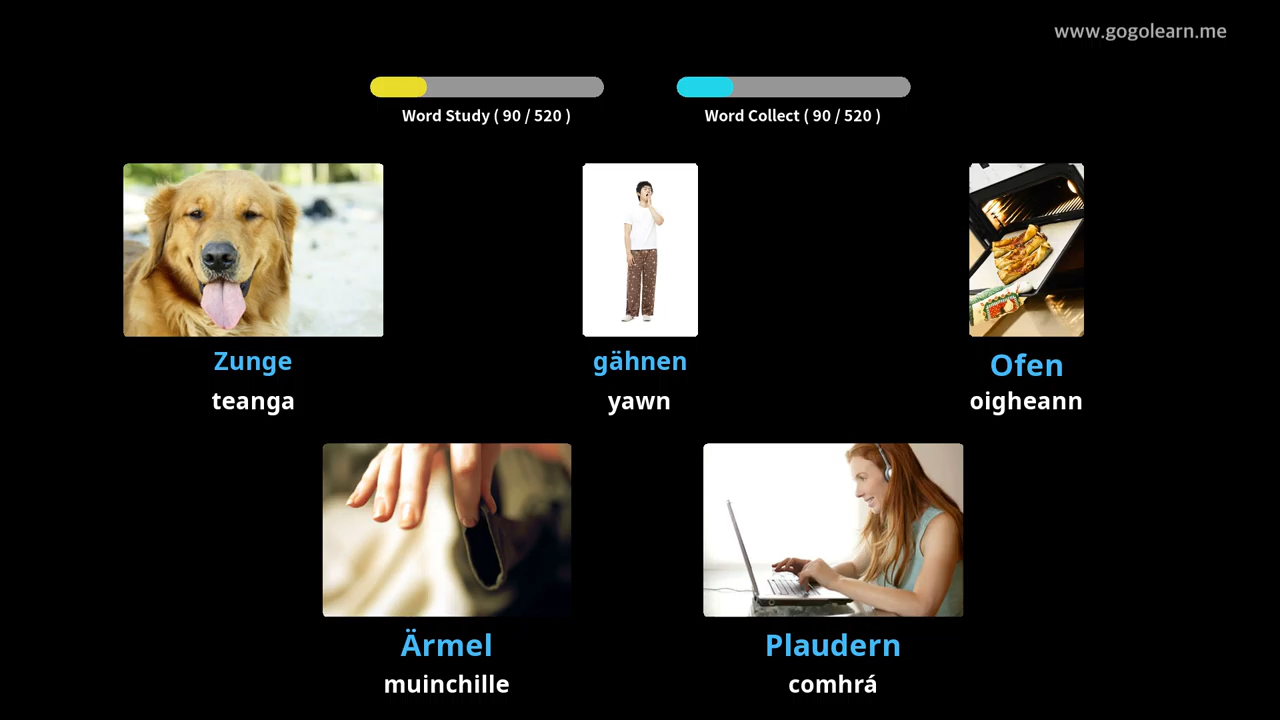 www.gogolearn.me
Word Study ( 90 / 520 )
Word Collect ( 90 / 520 )
Zunge
teanga
gähnen
yawn
Ofen
oigheann
Ärmel
muinchille
Plaudern
comhrá